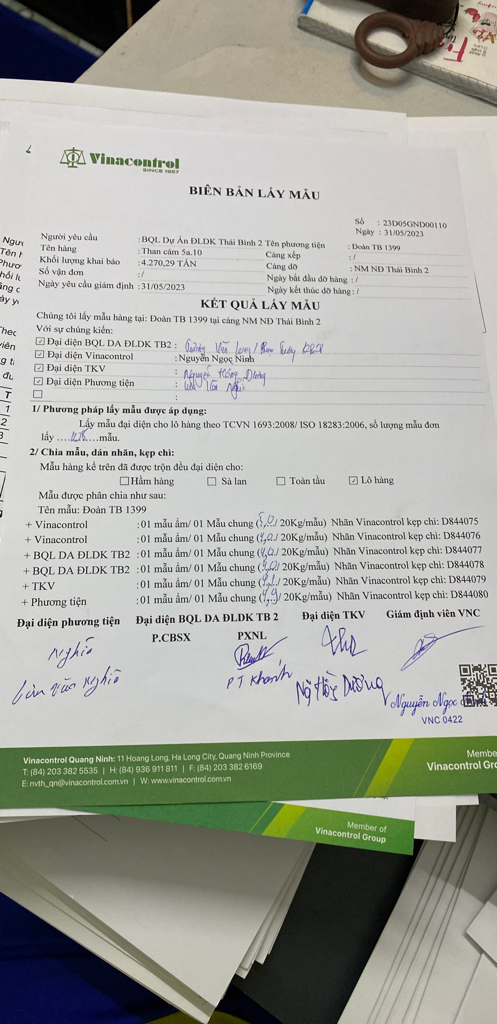 Vinacontrol
SINCE 1957
BIÊN BẢN LẤY MẪU
Số : 23D05GND00110
Ngày : 31/05/2023
Người yêu cầu : BQL Dự Án ĐLDK Thái Bình 2 Tên phương tiện : Đoàn TB 1399
Tên hàng : Than cám 5a.10 Cảng xếp : /
Khối lượng khai báo : 4.270,29 TẤN Cảng dỡ : NM NĐ Thái Bình 2
Số vận đơn : / Ngày bắt đầu dỡ hàng : /
Ngày yêu cầu giám định : 31/05/2023 Ngày kết thúc dỡ hàng : /
KẾT QUẢ LẤY MẪU
Chúng tôi lấy mẫu hàng tại: Đoàn TB 1399 tại cảng NM NĐ Thái Bình 2
Với sự chứng kiến:
☑ Đại diện BQL DA ĐLDK TB2 : Văn Long /
☑ Đại diện Vinacontrol : Nguyễn Ngọc Ninh
☑ Đại diện TKV : Nguyễn Hồng Dương
☑ Đại diện Phương tiện : Văn Nghĩa
☐ :
1/ Phương pháp lấy mẫu được áp dụng:
Lấy mẫu đại diện cho lô hàng theo TCVN 1693:2008/ ISO 18283:2006, số lượng mẫu đơn
lấy ........mẫu.
2/ Chia mẫu, dán nhãn, kẹp chì:
Mẫu hàng kể trên đã được trộn đều đại diện cho:
☐ Hầm hàng ☐ Sà lan ☐ Toàn tầu ☑ Lô hàng
Mẫu được phân chia như sau:
Tên mẫu: Đoàn TB 1399
+ Vinacontrol : 01 mẫu ẩm/ 01 Mẫu chung (5,0/ 20Kg/mẫu) Nhãn Vinacontrol kẹp chì: D844075
+ Vinacontrol : 01 mẫu ẩm/ 01 Mẫu chung (/ 20Kg/mẫu) Nhãn Vinacontrol kẹp chì: D844076
+ BQL DA ĐLDK TB2 : 01 mẫu ẩm/ 01 Mẫu chung (/ 20Kg/mẫu) Nhãn Vinacontrol kẹp chì: D844077
+ BQL DA ĐLDK TB2 : 01 mẫu ẩm/ 01 Mẫu chung (/ 20Kg/mẫu) Nhãn Vinacontrol kẹp chì: D844078
+ TKV : 01 mẫu ẩm/ 01 Mẫu chung (/ 20Kg/mẫu) Nhãn Vinacontrol kẹp chì: D844079
+ Phương tiện : 01 mẫu ẩm/ 01 Mẫu chung (4,9/ 20Kg/mẫu) Nhãn Vinacontrol kẹp chì: D844080
Đại diện phương tiện Đại diện BQL DA ĐLDK TB 2 Đại diện TKV Giám định viên VNC
P.CBSX PXNL
Nghĩa
Văn Nghĩa PT Khánh Dương Nguyễn Ngọc
VNC 0422
Vinacontrol Quang Ninh: 11 Hoang Long, Ha Long City, Quang Ninh Province
T: (84) 203 382 5535 | H: (84) 936 911 811 | F: (84) 203 382 6169
E: nvth_qn@vinacontrol.com.vn | W: www.vinacontrol.com.vn
Vinacontrol
Member of
Vinacontrol Group